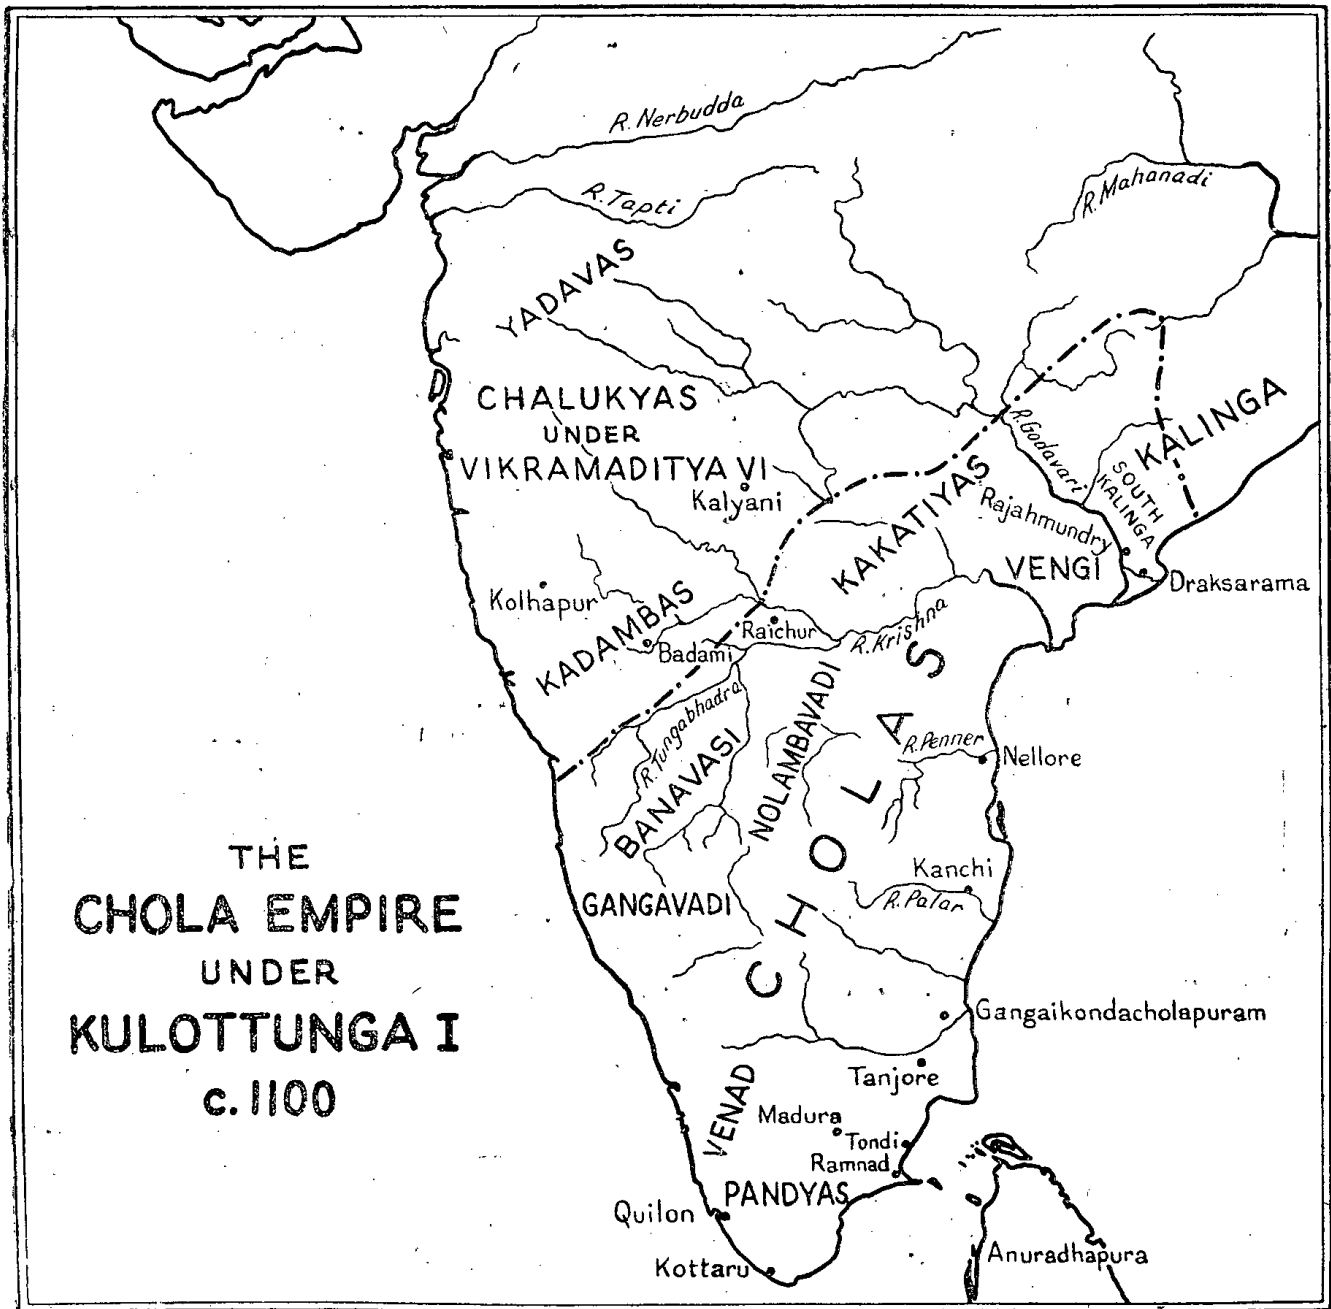 R. Nerbudda
R. Tapti
R. Mahanadi
YADAVAS
CHALUKYAS
UNDER
VIKRAMADITYA VI
Kalyani
KALINGA
R. Godavari
SOUTH
KALINGA
KAKATIYAS
Rajahmundry
VENGI
Draksarama
Kolhapur
KADAMBAS
Badami
Raichur
R. Krishna
R. Tungabhadra
BANAVASI
NOLAMBAVADI
CHOLAS
R. Penner
Nellore
THE
CHOLA EMPIRE
UNDER
KULOTTUNGA I
c. 1100
GANGAVADI
Kanchi
R. Palar
Gangaikondacholapuram
Tanjore
VENAD
Madura
Tondi
Ramnad
PANDYAS
Quilon
Kottaru
Anuradhapura